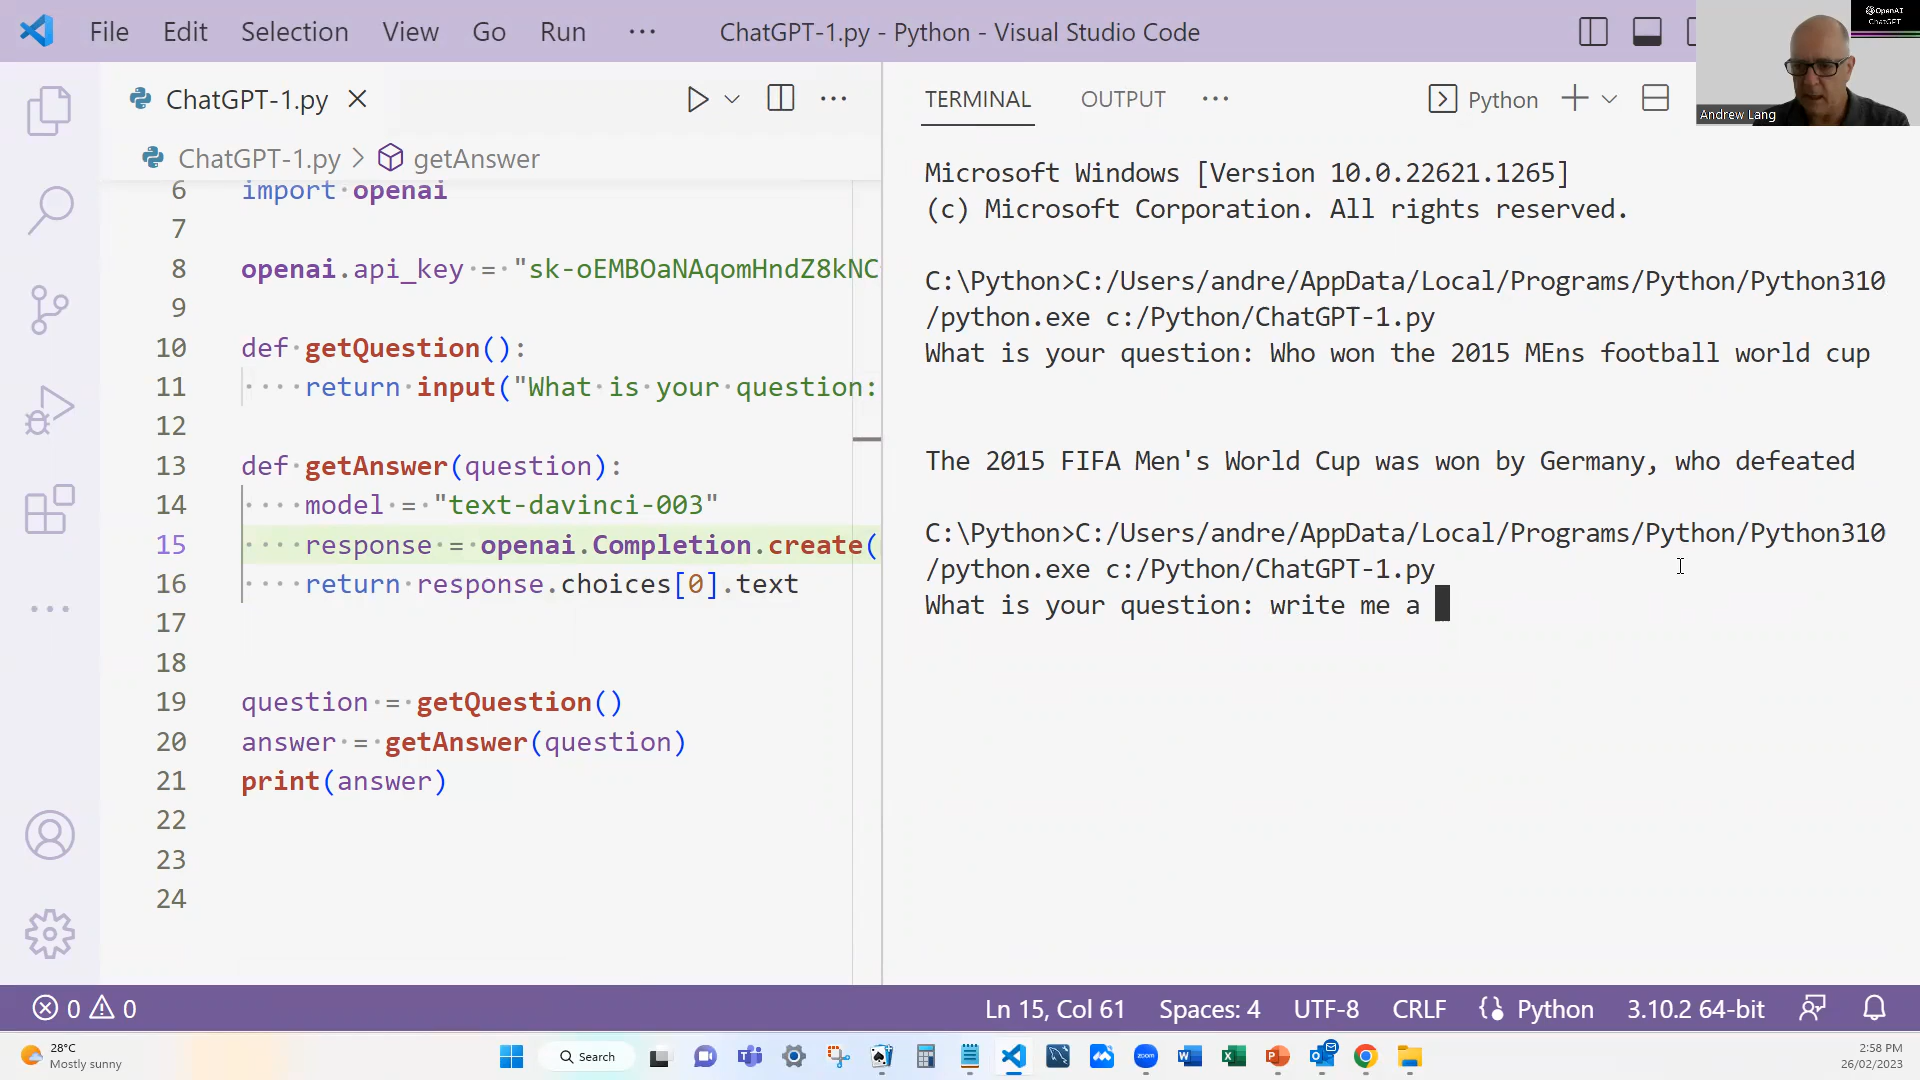 File Edit Selection View Go Run ··· ChatGPT-1.py - Python - Visual Studio Code
OpenAI
ChatGPT
Andrew Lang
ChatGPT-1.py
ChatGPT-1.py > getAnswer
6 import openai
7
8 openai.api_key = "sk-oEMBOaNAqomHndZ8kNC
9
10 def getQuestion():
11 return input("What is your question:
12
13 def getAnswer(question):
14 model = "text-davinci-003"
15 response = openai.Completion.create(
16 return response.choices[0].text
17
18
19 question = getQuestion()
20 answer = getAnswer(question)
21 print(answer)
22
23
24
TERMINAL OUTPUT ··· Python
Microsoft Windows [Version 10.0.22621.1265]
(c) Microsoft Corporation. All rights reserved.
C:\Python>C:/Users/andre/AppData/Local/Programs/Python/Python310
/python.exe c:/Python/ChatGPT-1.py
What is your question: Who won the 2015 MEns football world cup
The 2015 FIFA Men's World Cup was won by Germany, who defeated
C:\Python>C:/Users/andre/AppData/Local/Programs/Python/Python310
/python.exe c:/Python/ChatGPT-1.py
What is your question: write me a
0 0 Ln 15, Col 61 Spaces: 4 UTF-8 CRLF Python 3.10.2 64-bit
28°C
Mostly sunny
Search
zoom
2:58 PM
26/02/2023